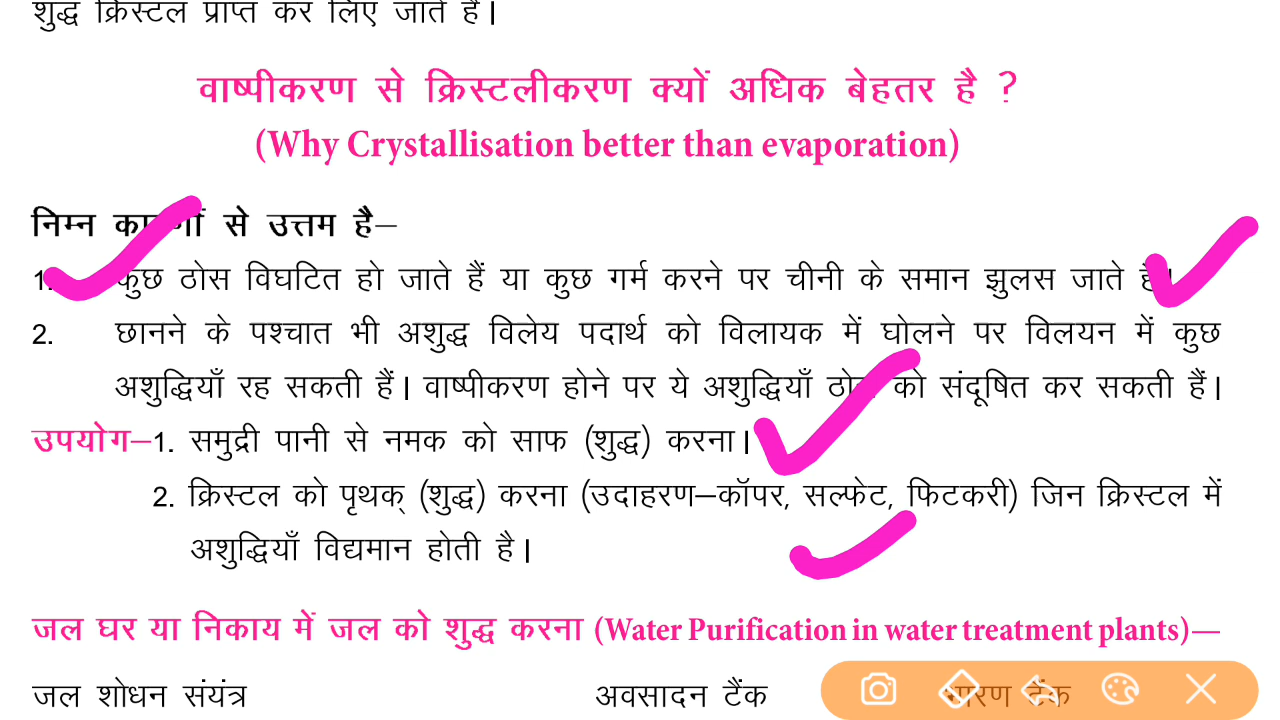 शुद्ध क्रिस्टल प्राप्त कर लिए जाते हैं।
वाष्पीकरण से क्रिस्टलीकरण क्यों अधिक बेहतर है ?
(Why Crystallisation better than evaporation)
निम्न कारणों से उत्तम है–
1. कुछ ठोस विघटित हो जाते हैं या कुछ गर्म करने पर चीनी के समान झुलस जाते हैं।
2. छानने के पश्चात भी अशुद्ध विलेय पदार्थ को विलायक में घोलने पर विलयन में कुछ
अशुद्धियाँ रह सकती हैं। वाष्पीकरण होने पर ये अशुद्धियाँ ठोस को संदूषित कर सकती हैं।
उपयोग–1. समुद्री पानी से नमक को साफ (शुद्ध) करना।
2. क्रिस्टल को पृथक् (शुद्ध) करना (उदाहरण–कॉपर, सल्फेट, फिटकरी) जिन क्रिस्टल में
अशुद्धियाँ विद्यमान होती है।
जल घर या निकाय में जल को शुद्ध करना (Water Purification in water treatment plants)—
जल शोधन संयंत्र अवसादन टैंक टैंक